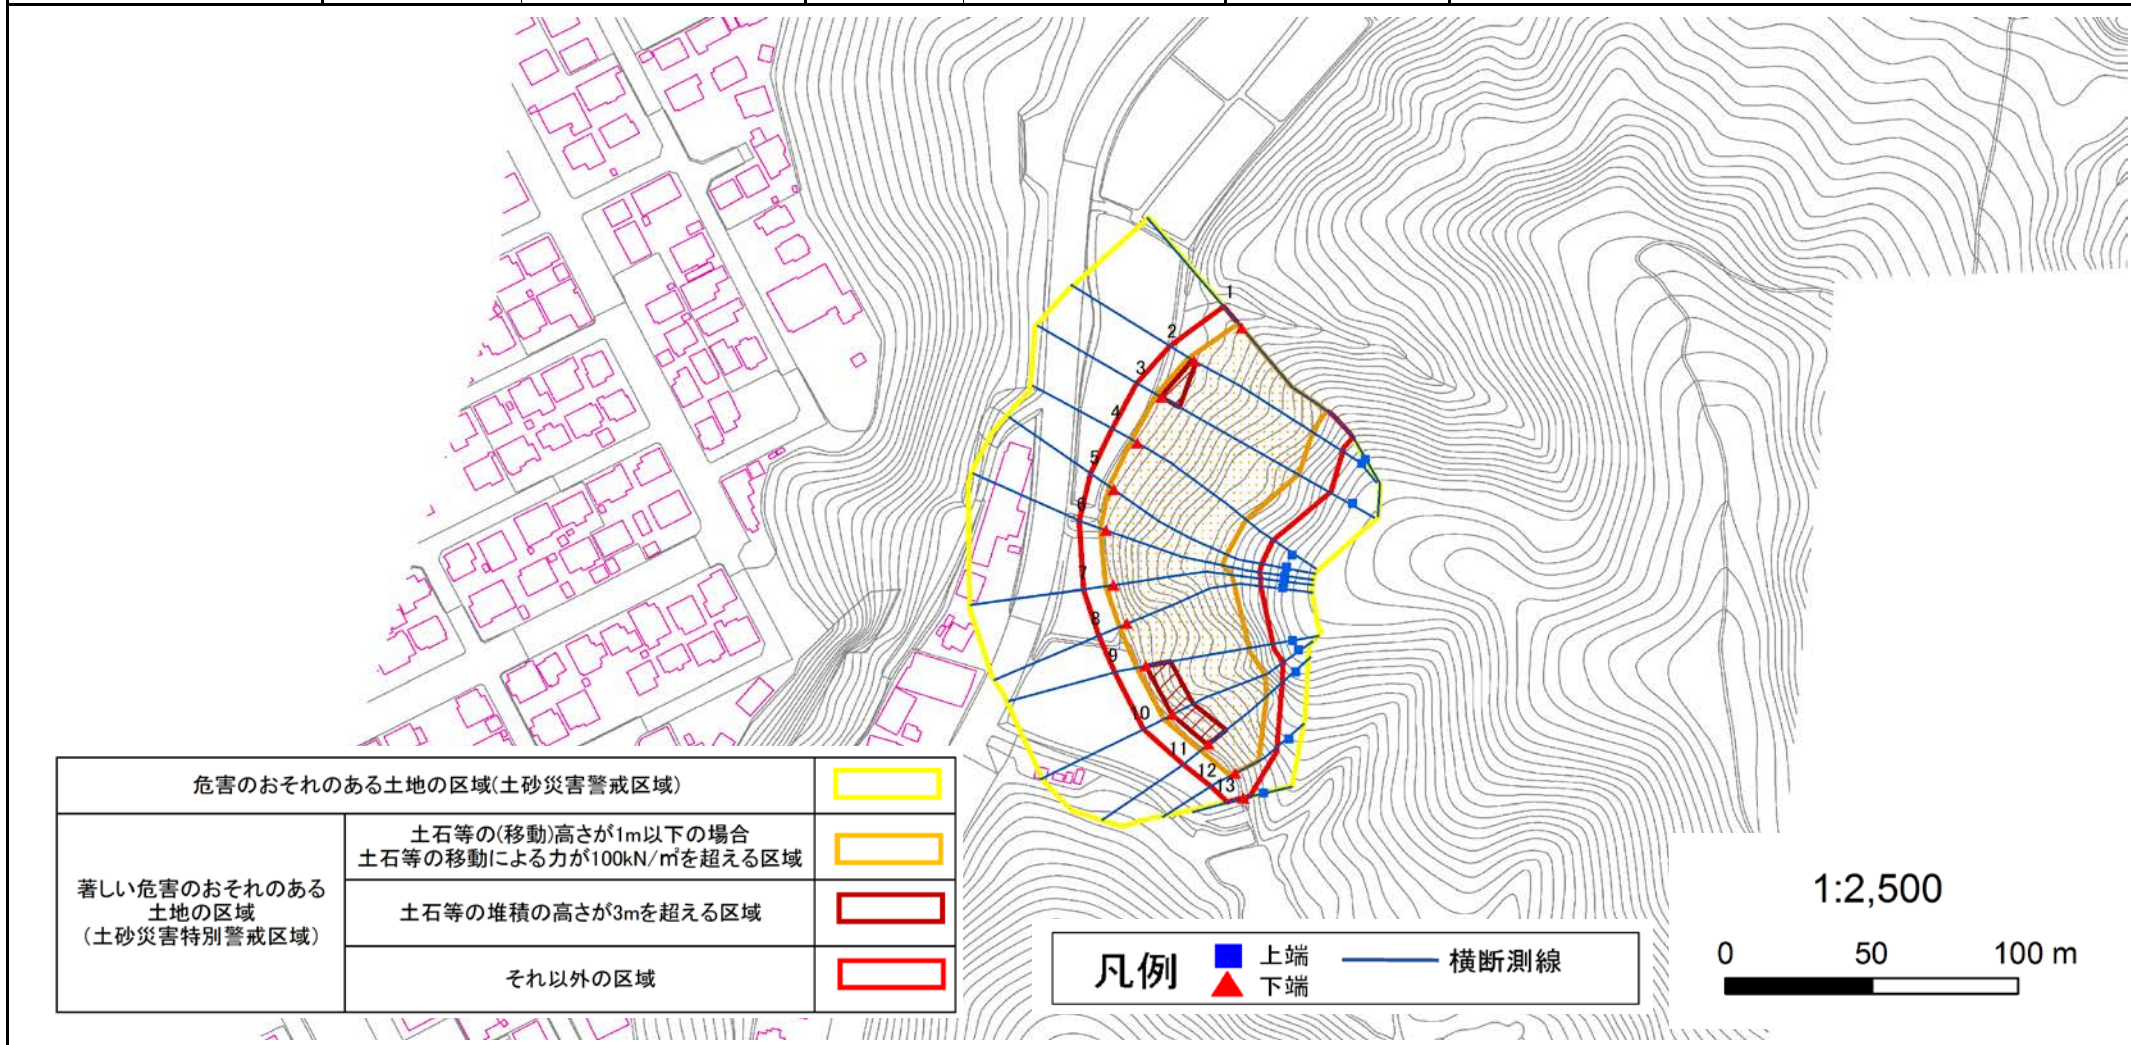 1
2
3
4
5
6
7
8
9
10
11
12
13
危害のおそれのある土地の区域(土砂災害警戒区域)
著しい危害のおそれのある
土地の区域
(土砂災害特別警戒区域)
土石等の(移動)高さが1m以下の場合
土石等の移動による力が100kN/㎡を超える区域
土石等の堆積の高さが3mを超える区域
それ以外の区域
凡例
上端
下端
横断測線
1:2,500
0 50 100 m